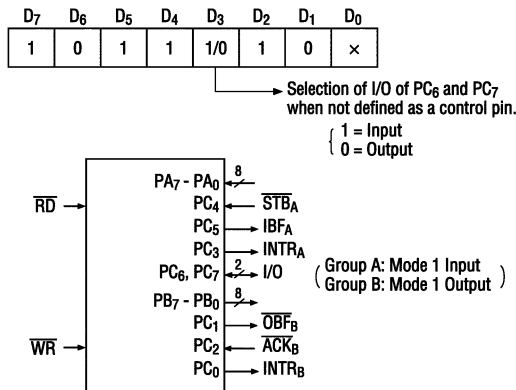 D7 D6 D5 D4 D3 D2 D1 D0
1 0 1 1 1/0 1 0 ×
Selection of I/O of PC6 and PC7
when not defined as a control pin.
1 = Input
0 = Output
PA7 - PA0 8
RD PC4 STBA
PC5 IBFA
PC3 INTRA
PC6, PC7 2 I/O
(Group A: Mode 1 Input
Group B: Mode 1 Output)
PB7 - PB0 8
PC1 OBFB
WR PC2 ACKB
PC0 INTRB